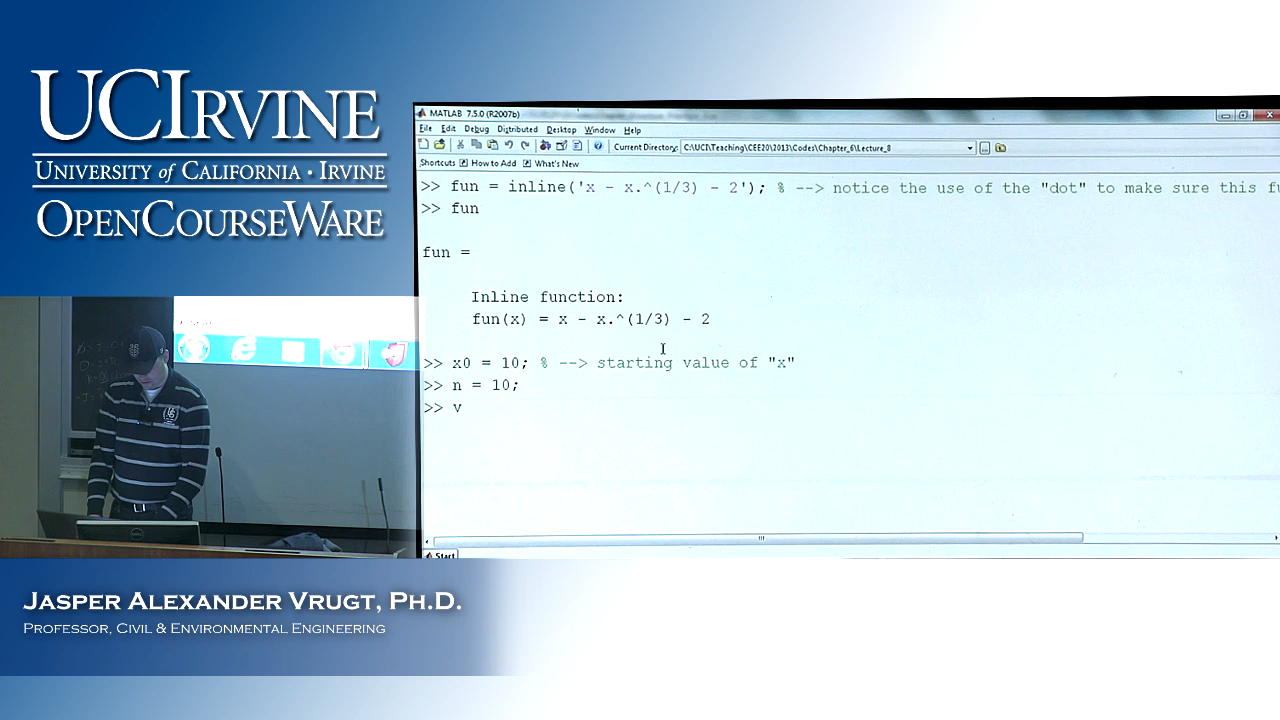 UCIRVINE
UNIVERSITY of CALIFORNIA • IRVINE
OPENCOURSEWARE
MATLAB 7.5.0 (R2007b)
File Edit Debug Distributed Desktop Window Help
Current Directory: C:\UCI\Teaching\CEE20\2013\Codes\Chapter_6\Lecture_8
Shortcuts How to Add What's New
>> fun = inline('x - x.^(1/3) - 2'); % --> notice the use of the "dot" to make sure this fu
>> fun
fun =
Inline function:
fun(x) = x - x.^(1/3) - 2
>> x0 = 10; % --> starting value of "x"
>> n = 10;
>> v
Start
JASPER ALEXANDER VRUGT, PH.D.
PROFESSOR, CIVIL & ENVIRONMENTAL ENGINEERING